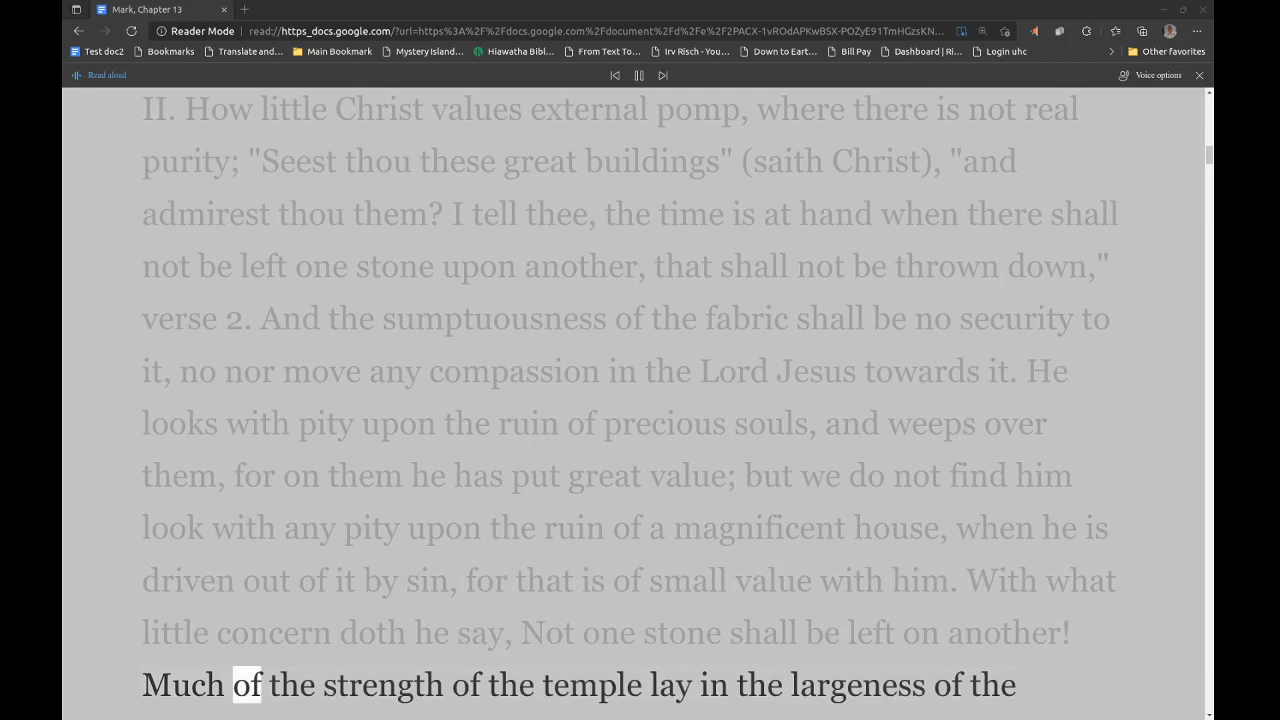 Mark, Chapter 13
Reader Mode read://https_docs.google.com/?url=https%3A%2F%2Fdocs.google.com%2Fdocument%2Fd%2Fe%2F2PACX-1vROdAPKwBSX-POZyE91TmHGzsKN...
Test doc2 Bookmarks Translate and... Main Bookmark Mystery Island... Hiawatha Bibl... From Text To... Irv Risch - You... Down to Eart... Bill Pay Dashboard | Ri... Login uhc Other favorites
Read aloud Voice options
II. How little Christ values external pomp, where there is not real
purity; "Seest thou these great buildings" (saith Christ), "and
admirest thou them? I tell thee, the time is at hand when there shall
not be left one stone upon another, that shall not be thrown down,"
verse 2. And the sumptuousness of the fabric shall be no security to
it, no nor move any compassion in the Lord Jesus towards it. He
looks with pity upon the ruin of precious souls, and weeps over
them, for on them he has put great value; but we do not find him
look with any pity upon the ruin of a magnificent house, when he is
driven out of it by sin, for that is of small value with him. With what
little concern doth he say, Not one stone shall be left on another!
Much of the strength of the temple lay in the largeness of the